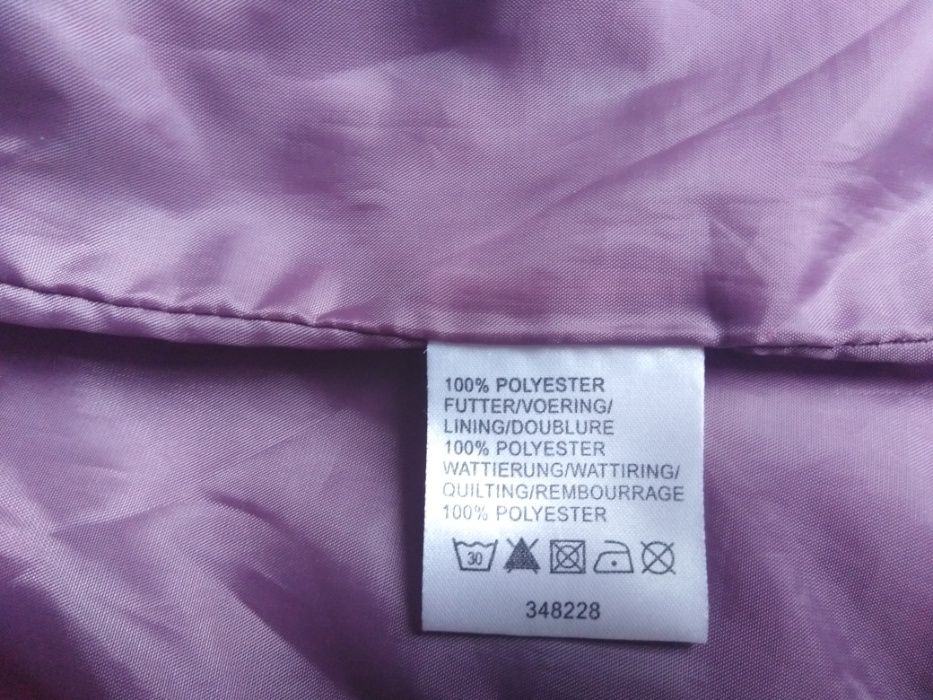 100% POLYESTER
FUTTER/VOERING/
LINING/DOUBLURE
100% POLYESTER
WATTIERUNG/WATTIRING/
QUILTING/REMBOURRAGE
100% POLYESTER
30
348228